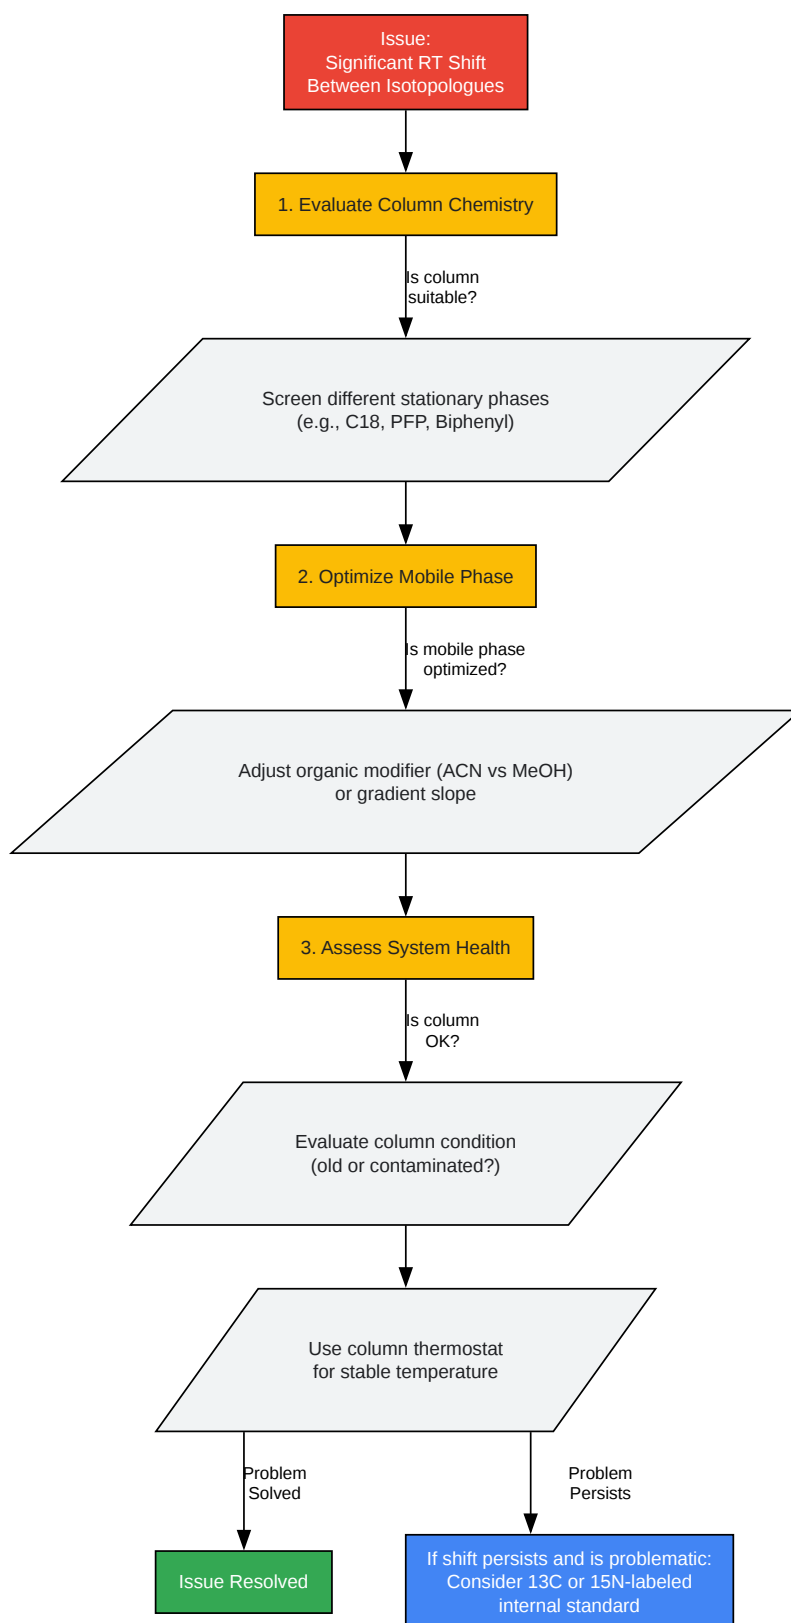 Issue:
Significant RT Shift
Between Isotopologues
1. Evaluate Column Chemistry
Is column
suitable?
Screen different stationary phases
(e.g., C18, PFP, Biphenyl)
2. Optimize Mobile Phase
Is mobile phase
optimized?
Adjust organic modifier (ACN vs MeOH)
or gradient slope
3. Assess System Health
Is column
OK?
Evaluate column condition
(old or contaminated?)
Use column thermostat
for stable temperature
Problem
Solved
Problem
Persists
Issue Resolved
If shift persists and is problematic:
Consider 13C or 15N-labeled
internal standard